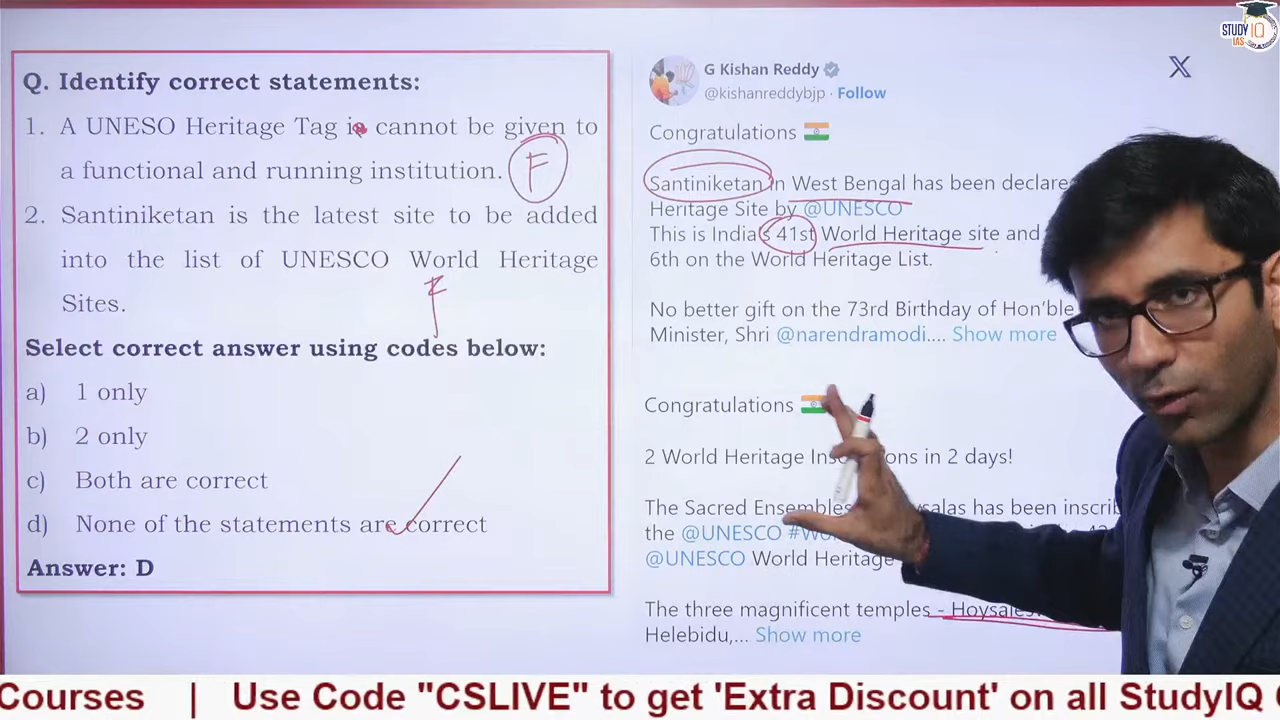 STUDY IQ
IAS
Q. Identify correct statements:
1. A UNESO Heritage Tag is cannot be given to
a functional and running institution.
F
2. Santiniketan is the latest site to be added
into the list of UNESCO World Heritage
Sites.
F
Select correct answer using codes below:
a) 1 only
b) 2 only
c) Both are correct
d) None of the statements are correct
Answer: D
G Kishan Reddy
@kishanreddybjp · Follow
X
Congratulations
Santiniketan in West Bengal has been declare
Heritage Site by @UNESCO
This is India's 41st World Heritage site and
6th on the World Heritage List.
No better gift on the 73rd Birthday of Hon'ble
Minister, Shri @narendramodi.... Show more
Congratulations
2 World Heritage in 2 days!
The Sacred Ensembles has been inscrib
the @UNESCO
@UNESCO World Heritage
The three magnificent temples - Hoysales
Helebidu,... Show more
Courses | Use Code "CSLIVE" to get 'Extra Discount' on all StudyIQ